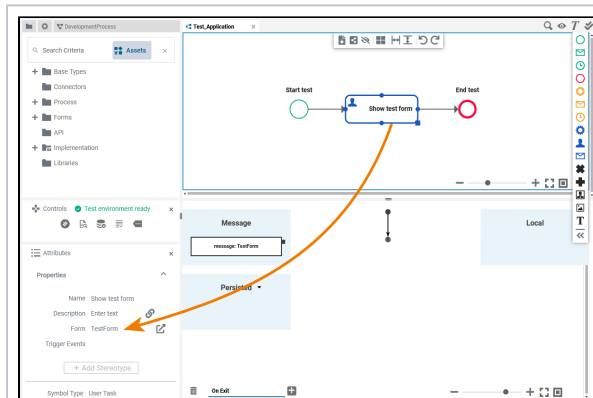 DevelopmentProcess
Test_Application ×
Search Criteria Assets ×
+ Base Types
Connectors
+ Process
+ Forms
API
+ Implementation
Libraries
Start test
Show test form
End test
T
T
Controls Test environment ready ×
Attributes ×
Properties
Name Show test form
Description Enter text
Form TestForm
Trigger Events
+ Add Stereotype
Symbol Type User Task
Message
message: TestForm
Persisted
Local
On Exit